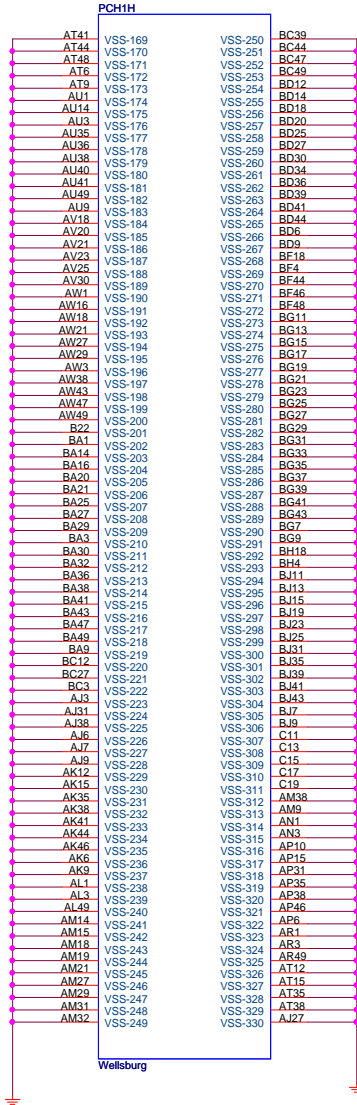 PCH1H
AT41 VSS-169 VSS-250 BC39
AT44 VSS-170 VSS-251 BC44
AT48 VSS-171 VSS-252 BC47
AT6 VSS-172 VSS-253 BC49
AT9 VSS-173 VSS-254 BD12
AU1 VSS-174 VSS-255 BD14
AU14 VSS-175 VSS-256 BD18
AU3 VSS-176 VSS-257 BD20
AU35 VSS-177 VSS-258 BD25
AU36 VSS-178 VSS-259 BD27
AU38 VSS-179 VSS-260 BD30
AU40 VSS-180 VSS-261 BD34
AU41 VSS-181 VSS-262 BD36
AU49 VSS-182 VSS-263 BD39
AU9 VSS-183 VSS-264 BD41
AV18 VSS-184 VSS-265 BD44
AV20 VSS-185 VSS-266 BD6
AV21 VSS-186 VSS-267 BD9
AV23 VSS-187 VSS-268 BF18
AV25 VSS-188 VSS-269 BF4
AV30 VSS-189 VSS-270 BF44
AW1 VSS-190 VSS-271 BF46
AW16 VSS-191 VSS-272 BF48
AW18 VSS-192 VSS-273 BG11
AW21 VSS-193 VSS-274 BG13
AW27 VSS-194 VSS-275 BG15
AW29 VSS-195 VSS-276 BG17
AW3 VSS-196 VSS-277 BG19
AW38 VSS-197 VSS-278 BG21
AW43 VSS-198 VSS-279 BG23
AW47 VSS-199 VSS-280 BG25
AW49 VSS-200 VSS-281 BG27
B22 VSS-201 VSS-282 BG29
BA1 VSS-202 VSS-283 BG31
BA14 VSS-203 VSS-284 BG33
BA16 VSS-204 VSS-285 BG35
BA20 VSS-205 VSS-286 BG37
BA21 VSS-206 VSS-287 BG39
BA25 VSS-207 VSS-288 BG41
BA27 VSS-208 VSS-289 BG43
BA29 VSS-209 VSS-290 BG7
BA3 VSS-210 VSS-291 BG9
BA30 VSS-211 VSS-292 BH18
BA32 VSS-212 VSS-293 BH4
BA36 VSS-213 VSS-294 BJ11
BA38 VSS-214 VSS-295 BJ13
BA41 VSS-215 VSS-296 BJ15
BA43 VSS-216 VSS-297 BJ19
BA47 VSS-217 VSS-298 BJ23
BA49 VSS-218 VSS-299 BJ25
BA9 VSS-219 VSS-300 BJ31
BC12 VSS-220 VSS-301 BJ35
BC27 VSS-221 VSS-302 BJ39
BC3 VSS-222 VSS-303 BJ41
AJ3 VSS-223 VSS-304 BJ43
AJ31 VSS-224 VSS-305 BJ7
AJ38 VSS-225 VSS-306 BJ9
AJ6 VSS-226 VSS-307 C11
AJ7 VSS-227 VSS-308 C13
AJ9 VSS-228 VSS-309 C15
AK12 VSS-229 VSS-310 C17
AK15 VSS-230 VSS-311 C19
AK35 VSS-231 VSS-312 AM38
AK38 VSS-232 VSS-313 AM9
AK41 VSS-233 VSS-314 AN1
AK44 VSS-234 VSS-315 AN3
AK46 VSS-235 VSS-316 AP10
AK6 VSS-236 VSS-317 AP15
AK9 VSS-237 VSS-318 AP31
AL1 VSS-238 VSS-319 AP35
AL3 VSS-239 VSS-320 AP38
AL49 VSS-240 VSS-321 AP46
AM14 VSS-241 VSS-322 AP6
AM15 VSS-242 VSS-323 AR1
AM18 VSS-243 VSS-324 AR3
AM19 VSS-244 VSS-325 AR49
AM21 VSS-245 VSS-326 AT12
AM27 VSS-246 VSS-327 AT15
AM29 VSS-247 VSS-328 AT35
AM31 VSS-248 VSS-329 AT38
AM32 VSS-249 VSS-330 AJ27
Wellsburg